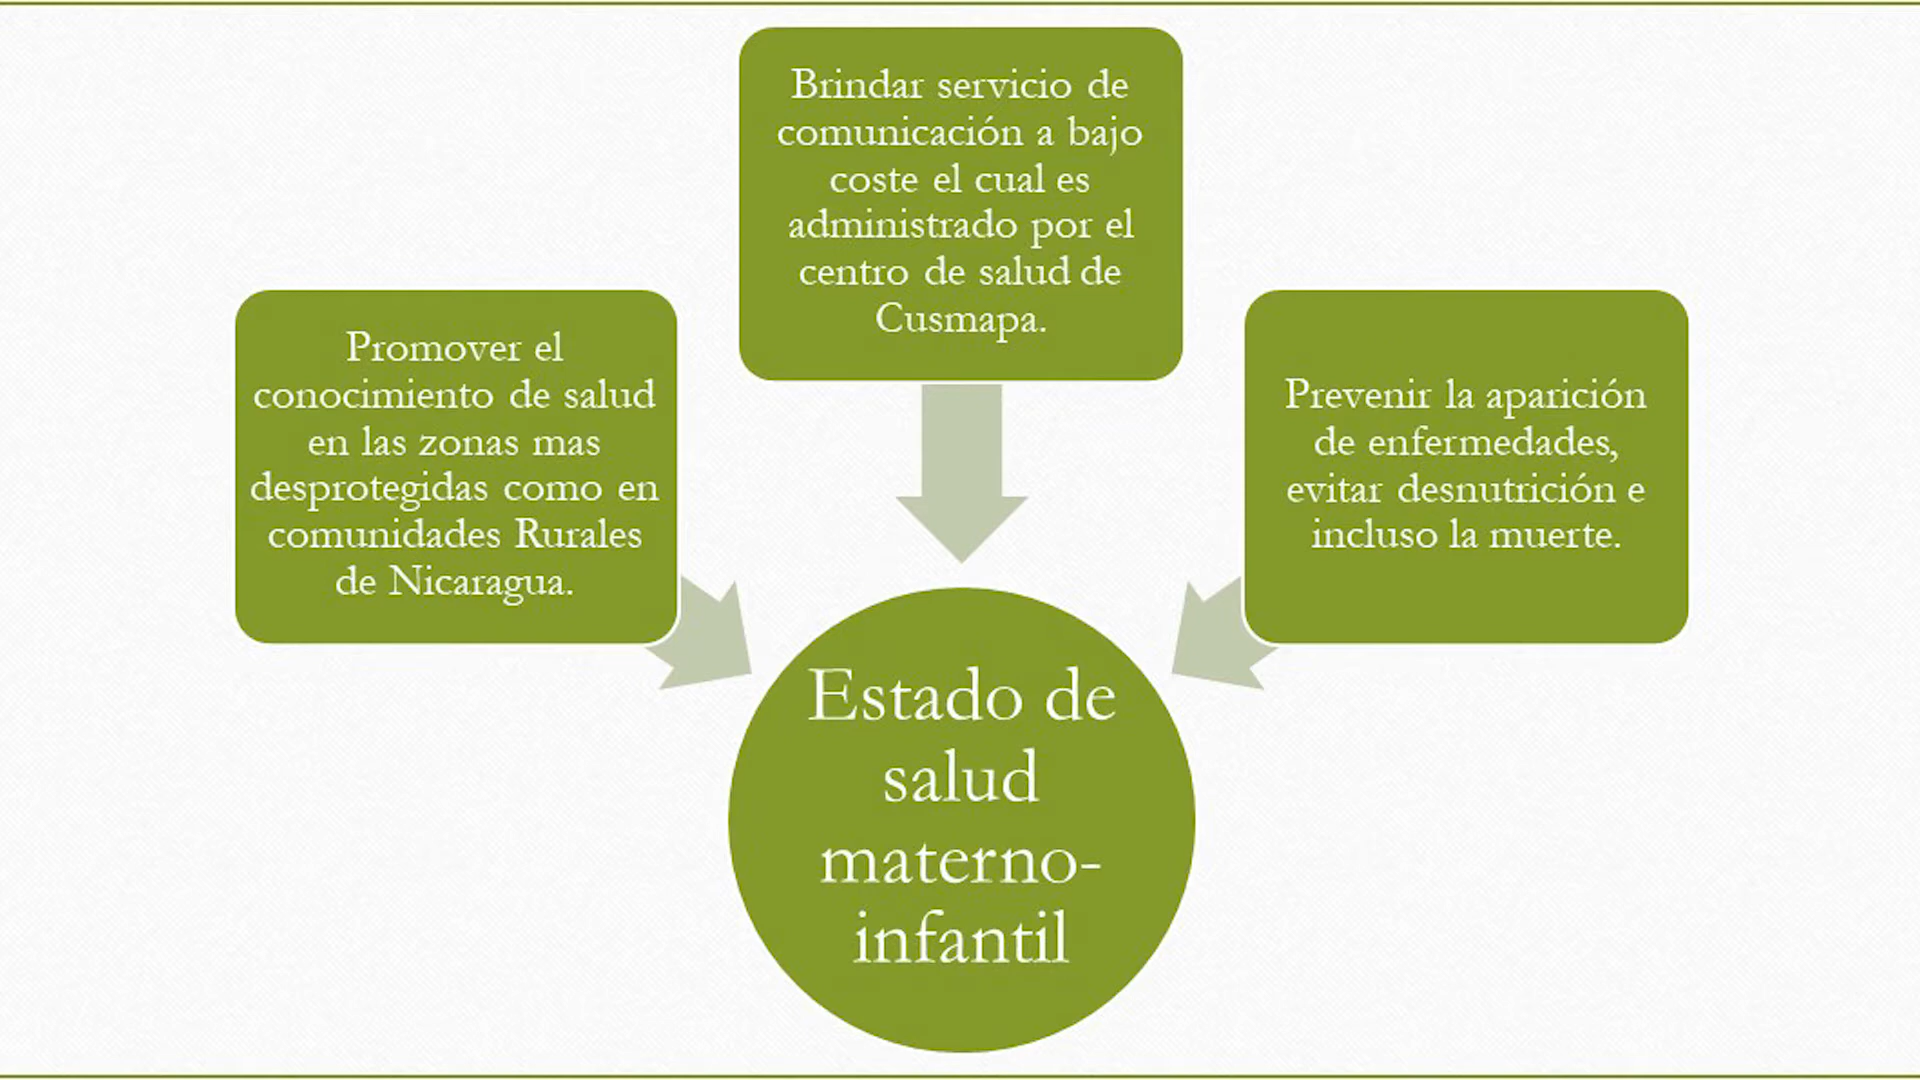 Brindar servicio de
comunicación a bajo
coste el cual es
administrado por el
centro de salud de
Cusmapa.
Promover el
conocimiento de salud
en las zonas mas
desprotegidas como en
comunidades Rurales
de Nicaragua.
Prevenir la aparición
de enfermedades,
evitar desnutrición e
incluso la muerte.
Estado de
salud
materno-
infantil